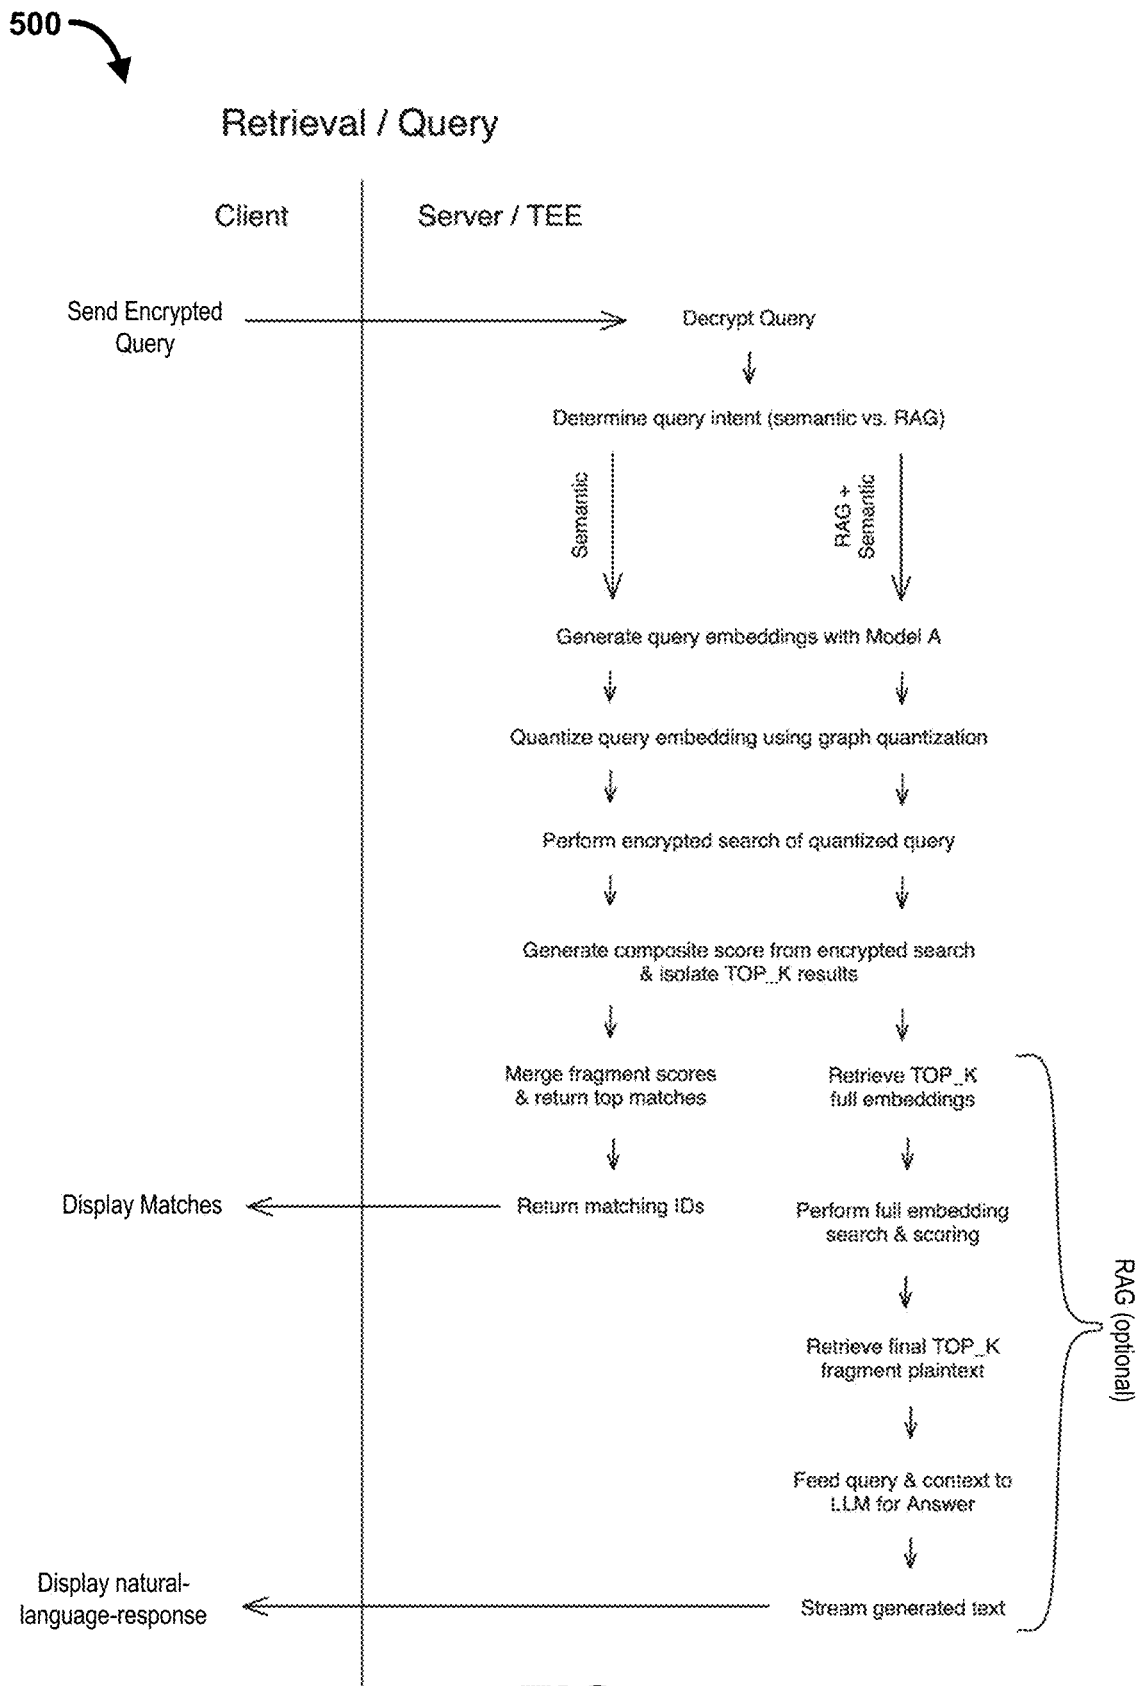 500
Retrieval / Query
Client
Server / TEE
Send Encrypted
Query
Decrypt Query
Determine query intent (semantic vs. RAG)
Semantic
RAG +
Semantic
Generate query embeddings with Model A
Quantize query embedding using graph quantization
Perform encrypted search of quantized query
Generate composite score from encrypted search
& isolate TOP_K results
Merge fragment scores
& return top matches
Retrieve TOP_K
full embeddings
Display Matches
Return matching IDs
Perform full embedding
search & scoring
RAG (optional)
Retrieve final TOP_K
fragment plaintext
Feed query & context to
LLM for Answer
Display natural-
language-response
Stream generated text